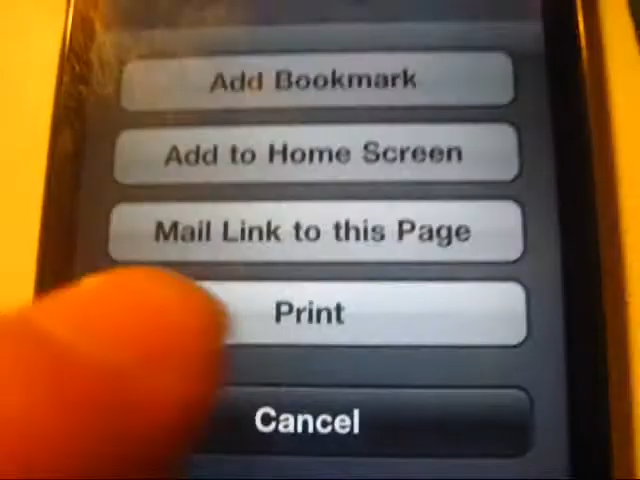 Add Bookmark
Add to Home Screen
Mail Link to this Page
Print
Cancel